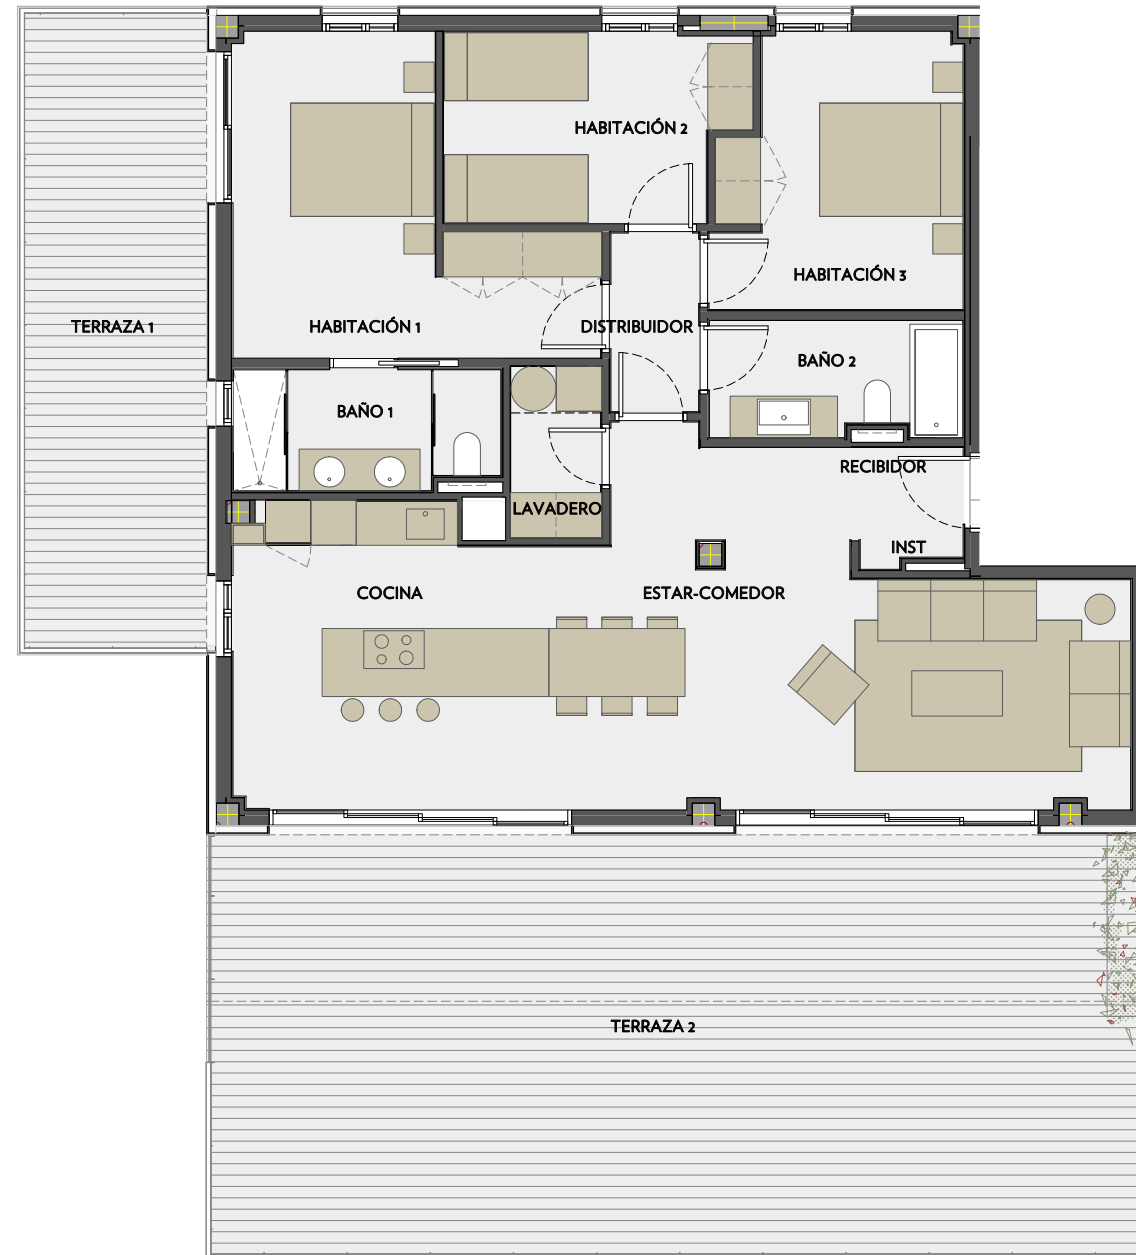 HABITACIÓN 2
HABITACIÓN 3
TERRAZA 1
HABITACIÓN 1
DISTRIBUIDOR
BAÑO 2
BAÑO 1
RECIBIDOR
LAVADERO
INST
COCINA
ESTAR-COMEDOR
TERRAZA 2